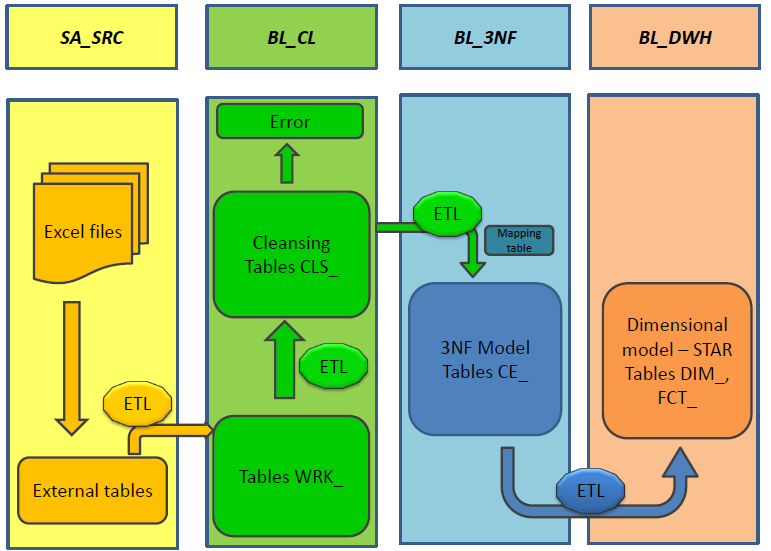 SA_SRC
BL_CL
BL_3NF
BL_DWH
Error
Excel files
Cleansing
Tables CLS_
ETL
Mapping
table
3NF Model
Tables CE_
Dimensional
model – STAR
Tables DIM_,
FCT_
ETL
ETL
External tables
Tables WRK_
ETL